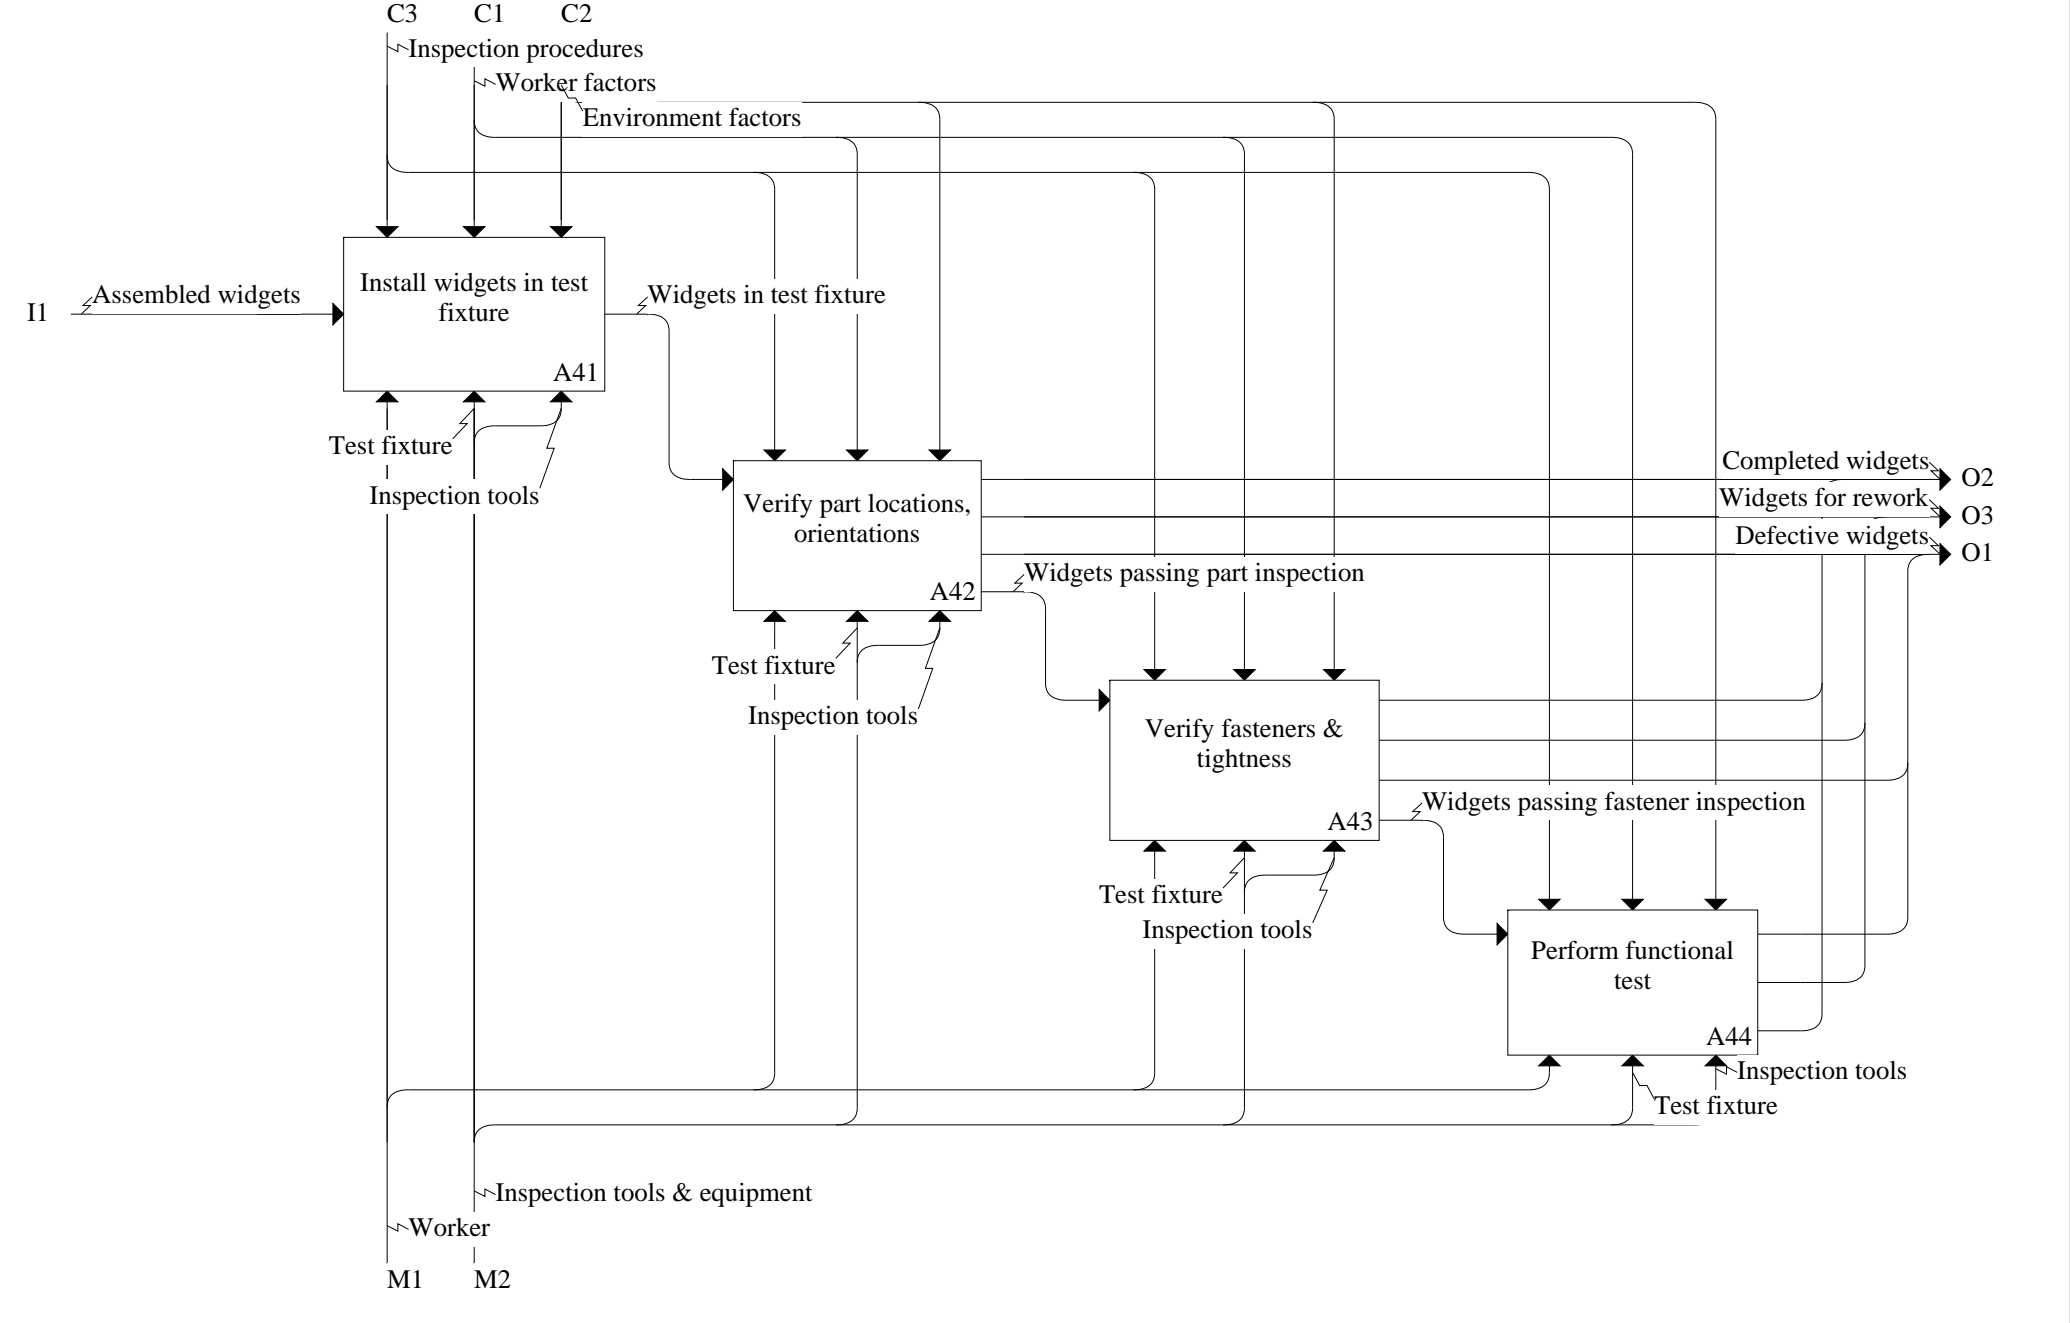 C3 C1 C2
Inspection procedures
Worker factors
Environment factors
I1
Assembled widgets
Install widgets in test
fixture
A41
Widgets in test fixture
Test fixture
Inspection tools
Completed widgets
O2
Widgets for rework
O3
Defective widgets
O1
Verify part locations,
orientations
A42
Widgets passing part inspection
Test fixture
Inspection tools
Verify fasteners &
tightness
A43
Widgets passing fastener inspection
Test fixture
Inspection tools
Perform functional
test
A44
Inspection tools
Test fixture
Inspection tools & equipment
Worker
M1 M2